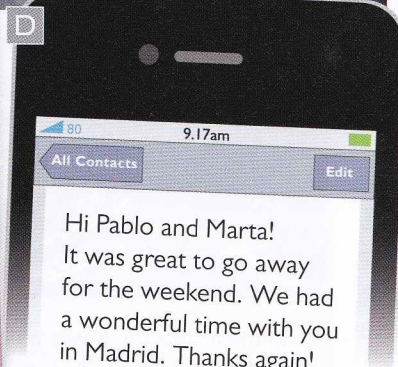 D
80
9.17am
All Contacts
Edit
Hi Pablo and Marta!
It was great to go away
for the weekend. We had
a wonderful time with you
in Madrid. Thanks again!